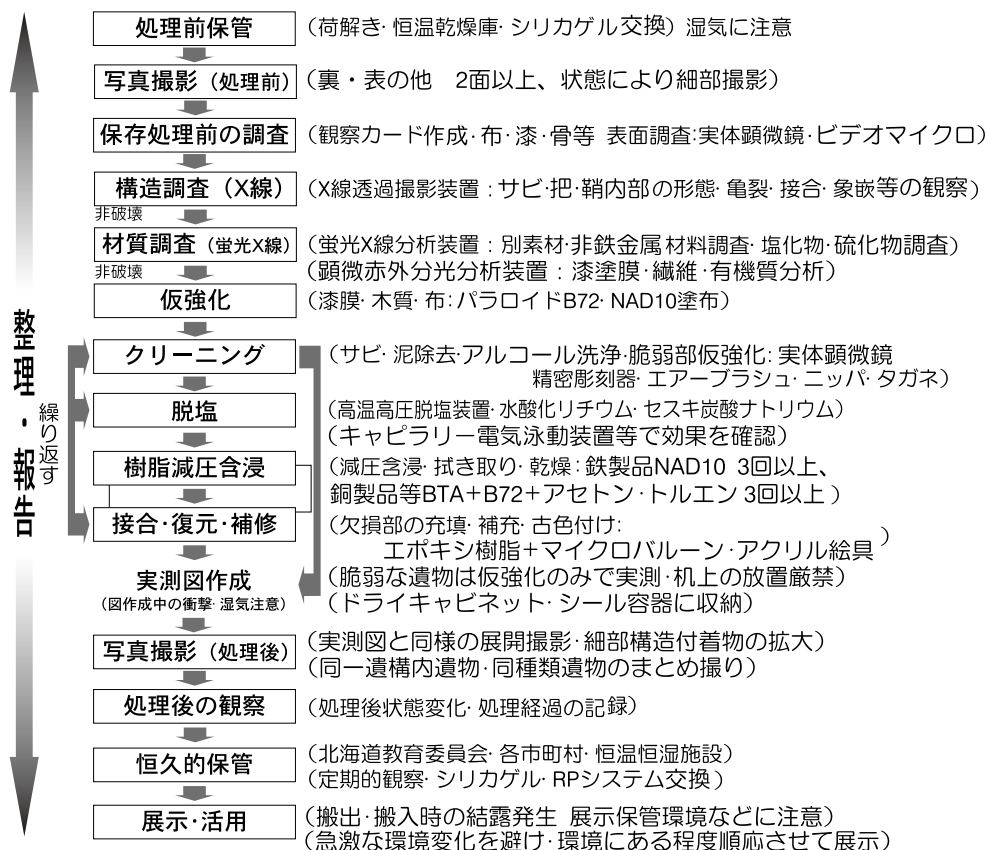 処理前保管 (荷解き・恒温乾燥庫・シリカゲル交換) 湿気に注意
写真撮影(処理前) (裏・表の他　2面以上、状態により細部撮影)
保存処理前の調査 (観察カード作成・布・漆・骨等 表面調査:実体顕微鏡・ビデオマイクロ)
構造調査(X線) (X線透過撮影装置:サビ・把・鞘内部の形態・亀裂・接合・象嵌等の観察)
非破壊
材質調査(蛍光X線) (蛍光X線分析装置:別素材・非鉄金属材料調査・塩化物・硫化物調査)
非破壊 (顕微赤外分光分析装置:漆塗膜・繊維・有機質分析)
仮強化 (漆膜・木質・布:パラロイドB72・NAD10塗布)
整理・報告
繰り返す
クリーニング (サビ・泥除去・アルコール洗浄・脆弱部仮強化:実体顕微鏡
精密彫刻器・エアーブラシュ・ニッパ・タガネ)
脱塩 (高温高圧脱塩装置・水酸化リチウム・セスキ炭酸ナトリウム)
(キャピラリー電気泳動装置等で効果を確認)
樹脂減圧含浸 (減圧含浸・拭き取り・乾燥:鉄製品NAD10 3回以上、
銅製品等BTA+B72+アセトン・トルエン 3回以上)
接合・復元・補修 (欠損部の充填・補充・古色付け:
エポキシ樹脂+マイクロバルーン・アクリル絵具)
実測図作成 (脆弱な遺物は仮強化のみで実測・机上の放置厳禁)
(図作成中の衝撃・湿気注意) (ドライキャビネット・シール容器に収納)
写真撮影(処理後) (実測図と同様の展開撮影・細部構造付着物の拡大)
(同一遺構内遺物・同種類遺物のまとめ撮り)
処理後の観察 (処理後状態変化・処理経過の記録)
恒久的保管 (北海道教育委員会・各市町村・恒温恒湿施設)
(定期的観察・シリカゲル・RPシステム交換)
展示・活用 (搬出・搬入時の結露発生 展示保管環境などに注意)
(急激な環境変化を避け・環境にある程度順応させて展示)